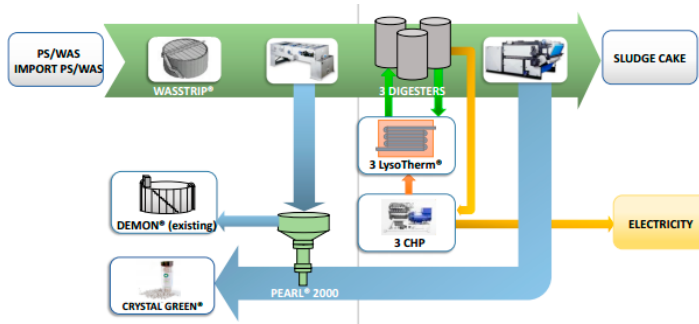 PS/WAS
IMPORT PS/WAS
WASSTRIP®
3 DIGESTERS
SLUDGE CAKE
3 LysoTherm®
DEMON® (existing)
3 CHP
ELECTRICITY
CRYSTAL GREEN®
PEARL® 2000